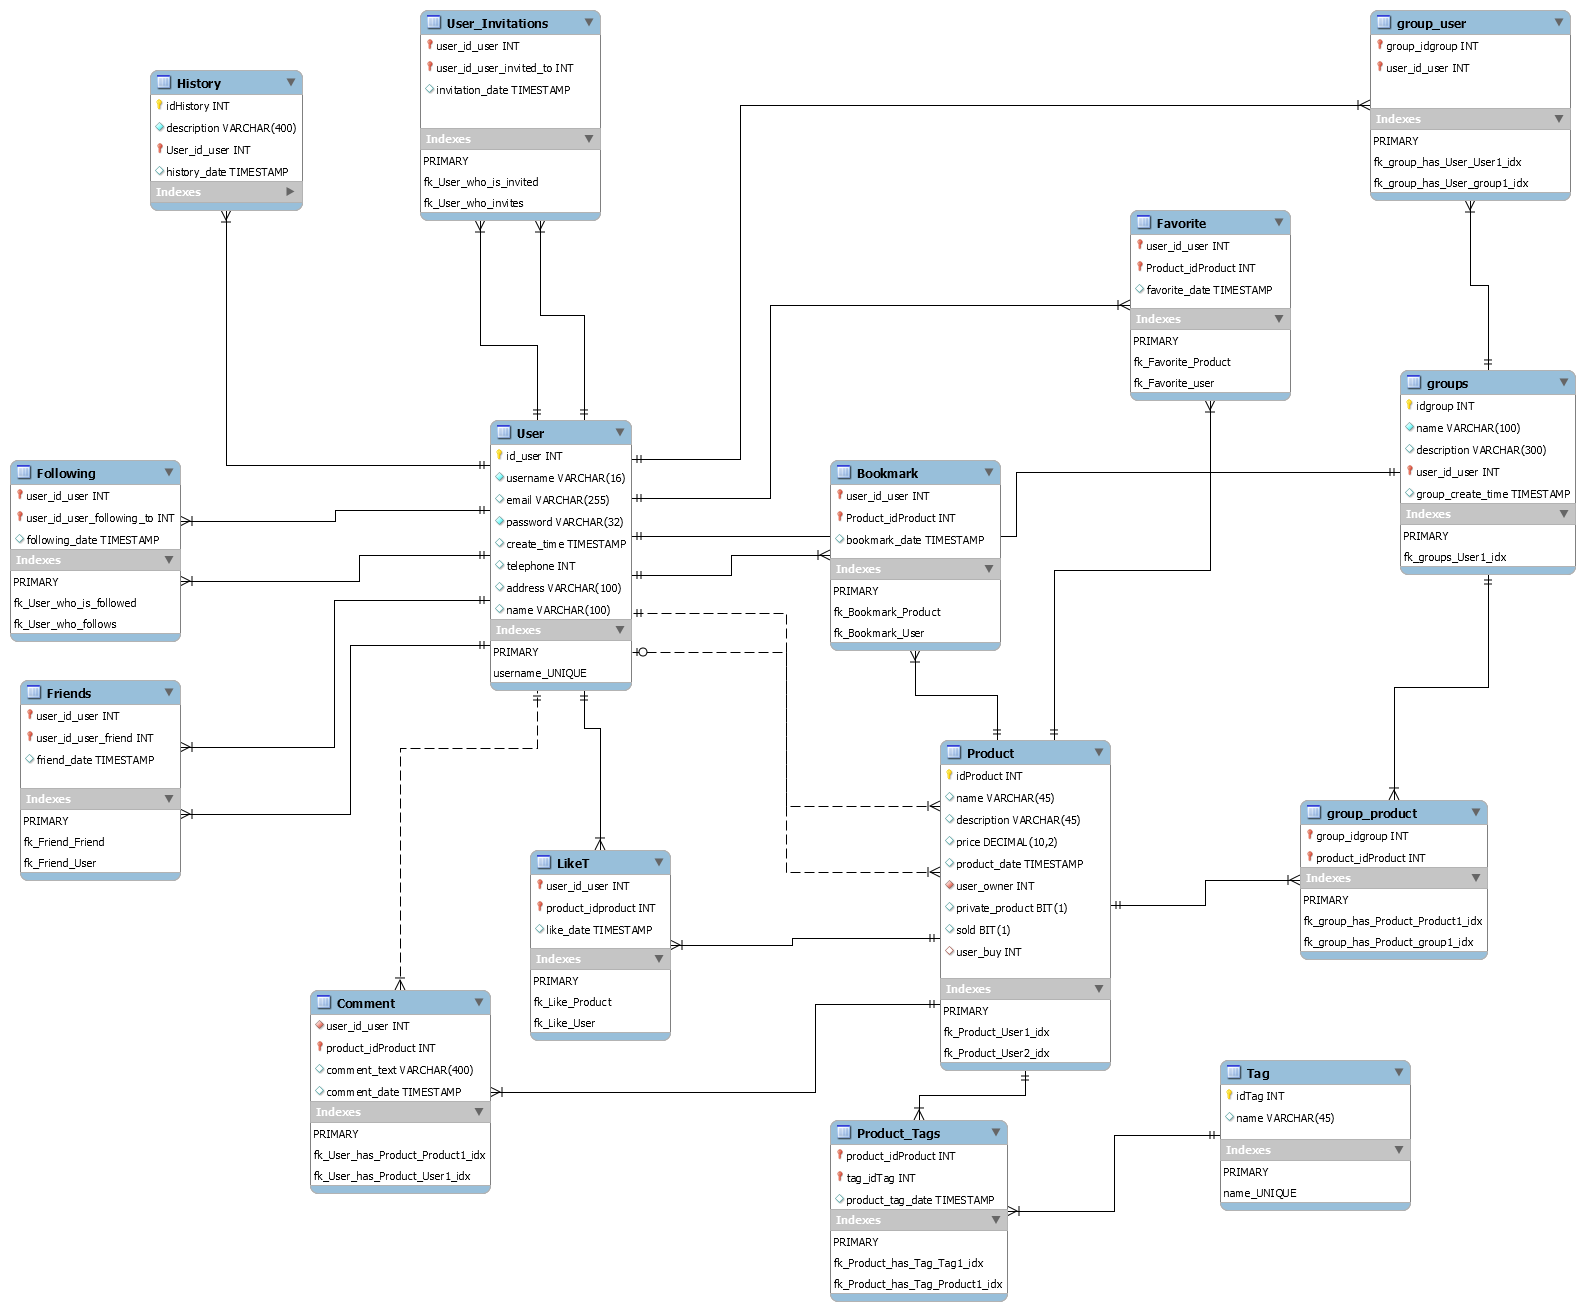 User_Invitations
user_id_user INT
user_id_user_invited_to INT
invitation_date TIMESTAMP
Indexes
PRIMARY
fk_User_who_is_invited
fk_User_who_invites
group_user
group_idgroup INT
user_id_user INT
Indexes
PRIMARY
fk_group_has_User_User1_idx
fk_group_has_User_group1_idx
History
idHistory INT
description VARCHAR(400)
User_id_user INT
history_date TIMESTAMP
Indexes
Favorite
user_id_user INT
Product_idProduct INT
favorite_date TIMESTAMP
Indexes
PRIMARY
fk_Favorite_Product
fk_Favorite_user
groups
idgroup INT
name VARCHAR(100)
description VARCHAR(300)
user_id_user INT
group_create_time TIMESTAMP
Indexes
PRIMARY
fk_groups_User1_idx
User
id_user INT
username VARCHAR(16)
email VARCHAR(255)
password VARCHAR(32)
create_time TIMESTAMP
telephone INT
address VARCHAR(100)
name VARCHAR(100)
Indexes
PRIMARY
username_UNIQUE
Following
user_id_user INT
user_id_user_following_to INT
following_date TIMESTAMP
Indexes
PRIMARY
fk_User_who_is_followed
fk_User_who_follows
Bookmark
user_id_user INT
Product_idProduct INT
bookmark_date TIMESTAMP
Indexes
PRIMARY
fk_Bookmark_Product
fk_Bookmark_User
Friends
user_id_user INT
user_id_user_friend INT
friend_date TIMESTAMP
Indexes
PRIMARY
fk_Friend_Friend
fk_Friend_User
Product
idProduct INT
name VARCHAR(45)
description VARCHAR(45)
price DECIMAL(10,2)
product_date TIMESTAMP
user_owner INT
private_product BIT(1)
sold BIT(1)
user_buy INT
Indexes
PRIMARY
fk_Product_User1_idx
fk_Product_User2_idx
group_product
group_idgroup INT
product_idProduct INT
Indexes
PRIMARY
fk_group_has_Product_Product1_idx
fk_group_has_Product_group1_idx
LikeT
user_id_user INT
product_idproduct INT
like_date TIMESTAMP
Indexes
PRIMARY
fk_Like_Product
fk_Like_User
Comment
user_id_user INT
product_idProduct INT
comment_text VARCHAR(400)
comment_date TIMESTAMP
Indexes
PRIMARY
fk_User_has_Product_Product1_idx
fk_User_has_Product_User1_idx
Tag
idTag INT
name VARCHAR(45)
Indexes
PRIMARY
name_UNIQUE
Product_Tags
product_idProduct INT
tag_idTag INT
product_tag_date TIMESTAMP
Indexes
PRIMARY
fk_Product_has_Tag_Tag1_idx
fk_Product_has_Tag_Product1_idx